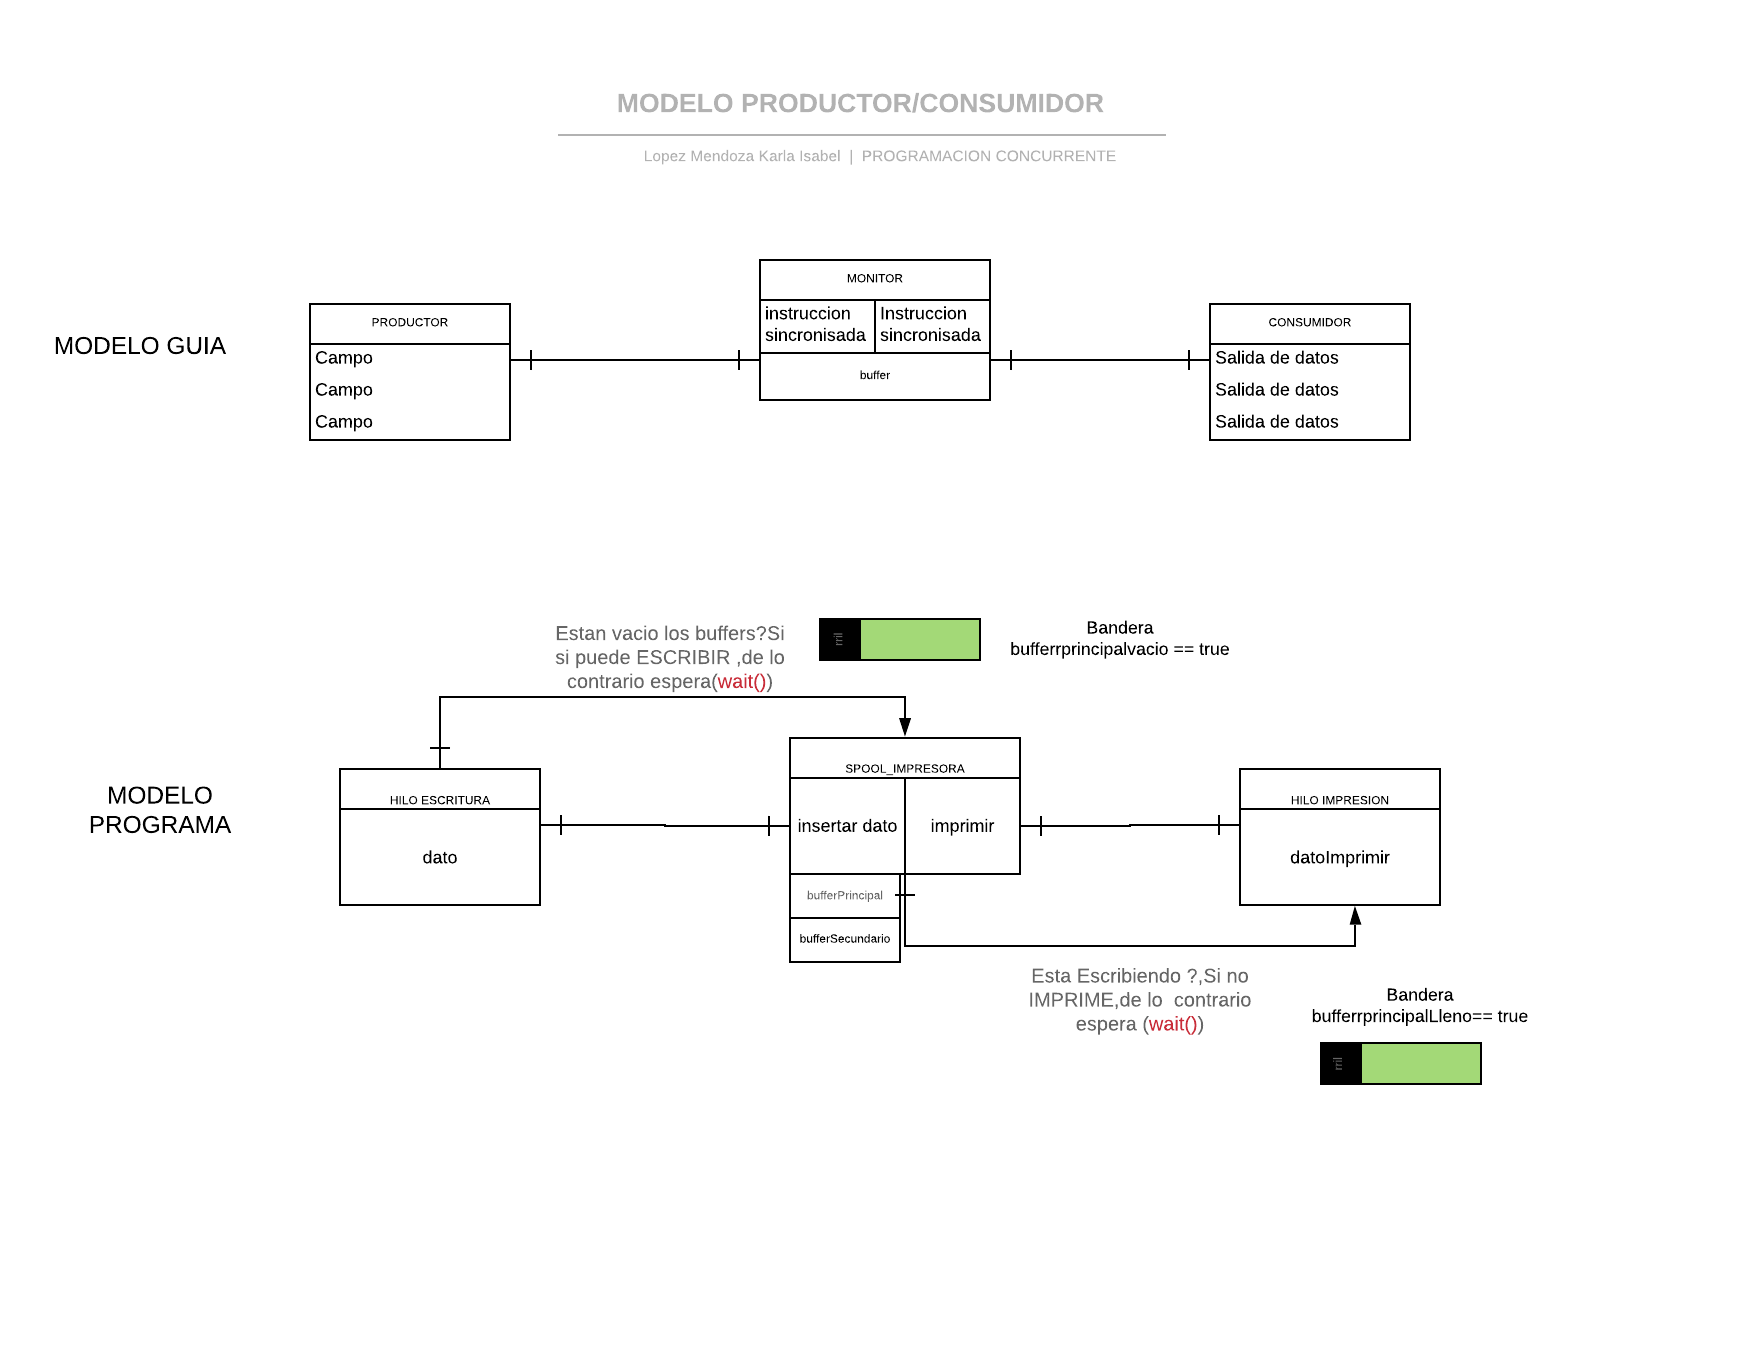 MODELO PRODUCTOR/CONSUMIDOR
Lopez Mendoza Karla Isabel | PROGRAMACION CONCURRENTE
MODELO GUIA
PRODUCTOR
Campo
Campo
Campo
MONITOR
instruccion
sincronisada
Instruccion
sincronisada
buffer
CONSUMIDOR
Salida de datos
Salida de datos
Salida de datos
Estan vacio los buffers?Si
si puede ESCRIBIR ,de lo
contrario espera(wait())
Bandera
bufferrprincipalvacio == true
MODELO
PROGRAMA
HILO ESCRITURA
dato
SPOOL_IMPRESORA
insertar dato
imprimir
bufferPrincipal
bufferSecundario
HILO IMPRESION
datoImprimir
Esta Escribiendo ?,Si no
IMPRIME,de lo contrario
espera (wait())
Bandera
bufferrprincipalLleno== true